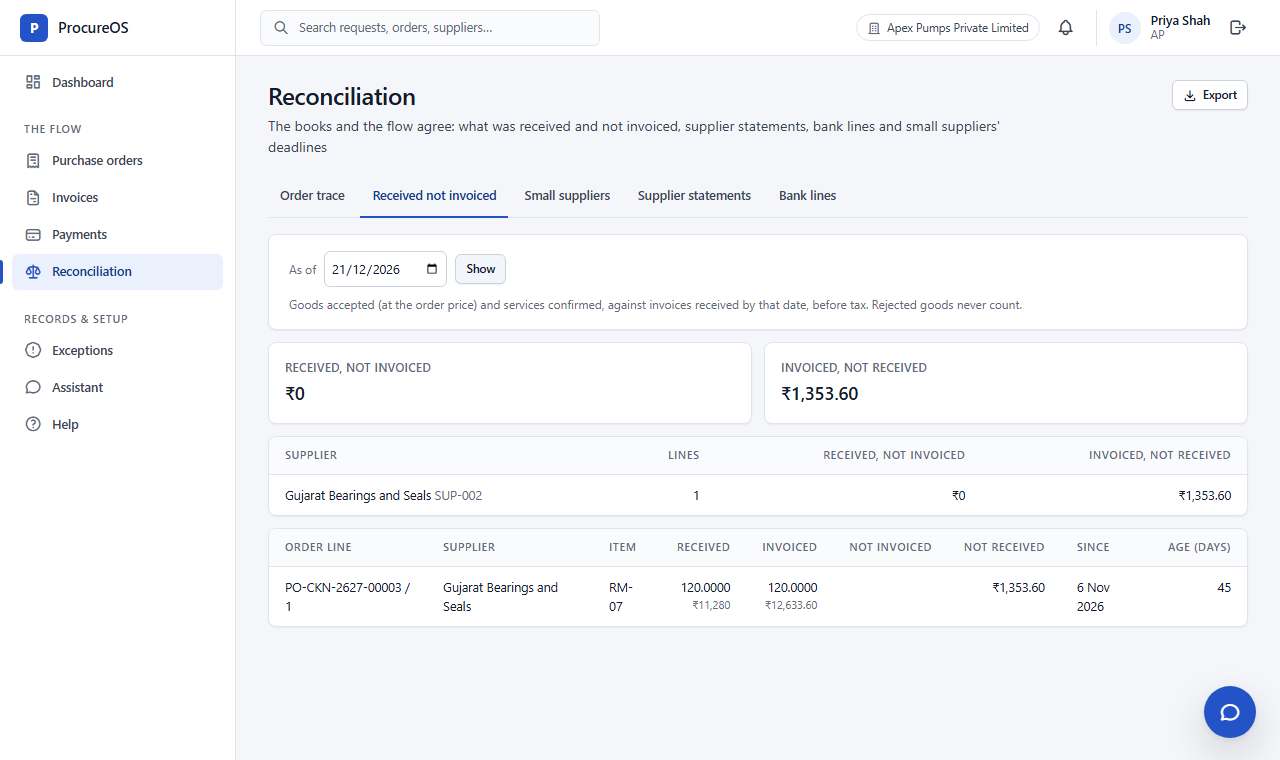 P ProcureOS
Search requests, orders, suppliers...
Apex Pumps Private Limited
PS
Priya Shah
AP
Dashboard
THE FLOW
Purchase orders
Invoices
Payments
Reconciliation
RECORDS & SETUP
Exceptions
Assistant
Help
Reconciliation
Export
The books and the flow agree: what was received and not invoiced, supplier statements, bank lines and small suppliers'
deadlines
Order trace Received not invoiced Small suppliers Supplier statements Bank lines
As of 21/12/2026 Show
Goods accepted (at the order price) and services confirmed, against invoices received by that date, before tax. Rejected goods never count.
RECEIVED, NOT INVOICED
₹0
INVOICED, NOT RECEIVED
₹1,353.60
SUPPLIER LINES RECEIVED, NOT INVOICED INVOICED, NOT RECEIVED
Gujarat Bearings and Seals SUP-002 1 ₹0 ₹1,353.60
ORDER LINE SUPPLIER ITEM RECEIVED INVOICED NOT INVOICED NOT RECEIVED SINCE AGE (DAYS)
PO-CKN-2627-00003 / Gujarat Bearings and RM- 120.0000 120.0000 ₹1,353.60 6 Nov 45
1 Seals 07 ₹11,280 ₹12,633.60 2026